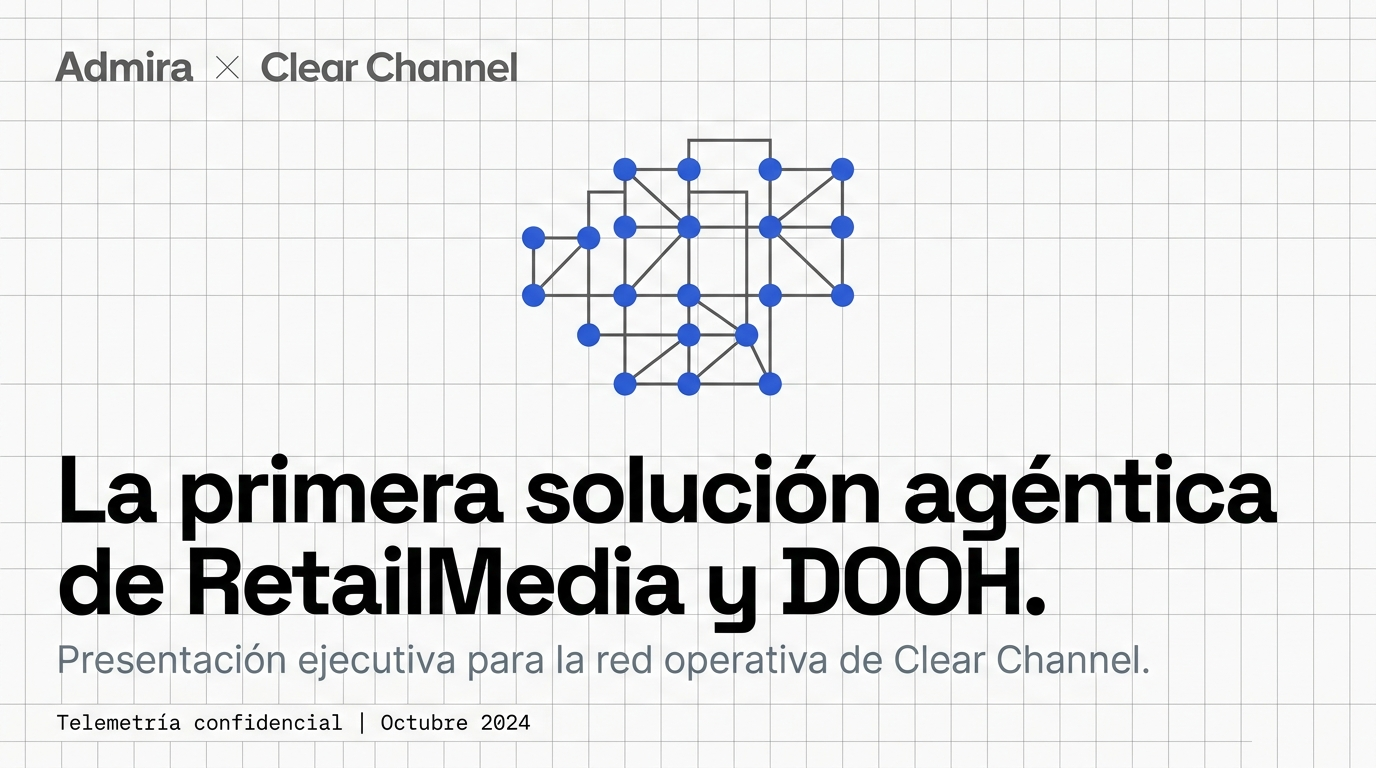 Admira × Clear Channel
La primera solución agéntica
de RetailMedia y DOOH.
Presentación ejecutiva para la red operativa de Clear Channel.
Telemetría confidencial | Octubre 2024